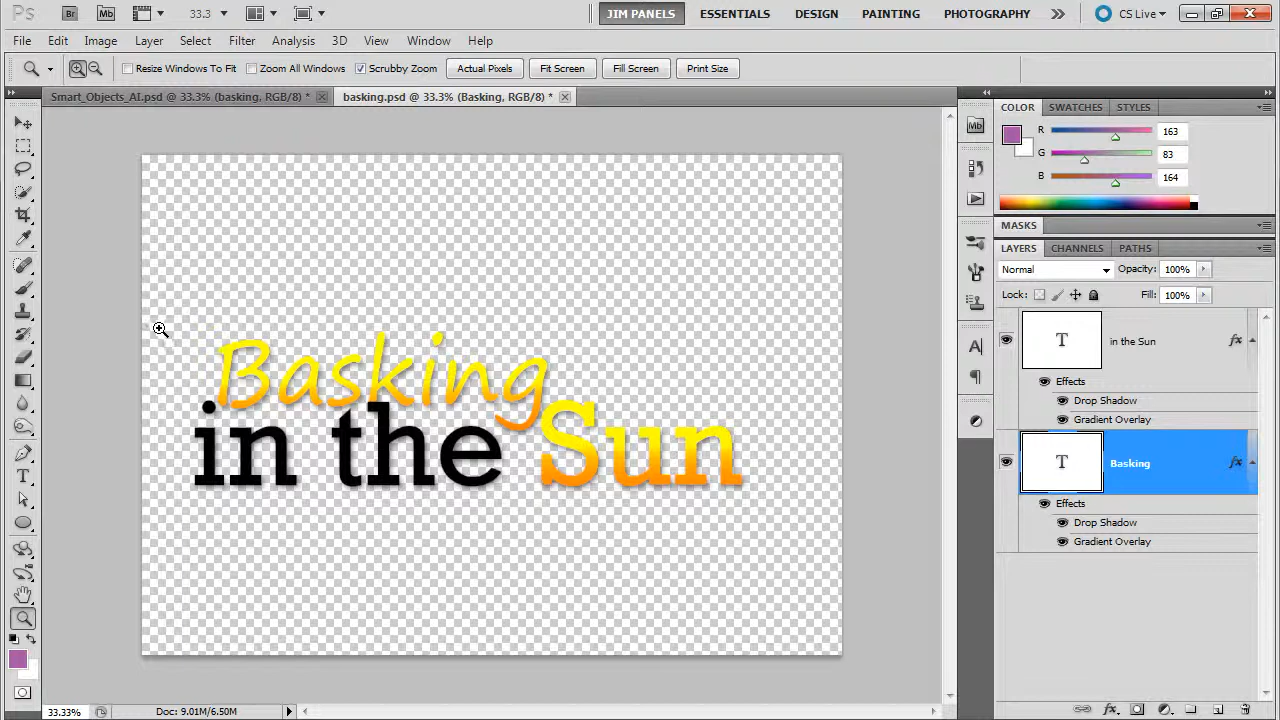 Ps Br Mb 33.3 JIM PANELS ESSENTIALS DESIGN PAINTING PHOTOGRAPHY CS Live
File Edit Image Layer Select Filter Analysis 3D View Window Help
Resize Windows To Fit Zoom All Windows Scrubby Zoom Actual Pixels Fit Screen Fill Screen Print Size
Smart_Objects_AI.psd @ 33.3% (basking, RGB/8) * basking.psd @ 33.3% (Basking, RGB/8) *
COLOR SWATCHES STYLES
R 163
G 83
B 164
MASKS
LAYERS CHANNELS PATHS
Normal Opacity: 100%
Lock: Fill: 100%
T in the Sun fx
Effects
Drop Shadow
Gradient Overlay
T Basking fx
Effects
Drop Shadow
Gradient Overlay
Basking
in the Sun
33.33% Doc: 9.01M/6.50M